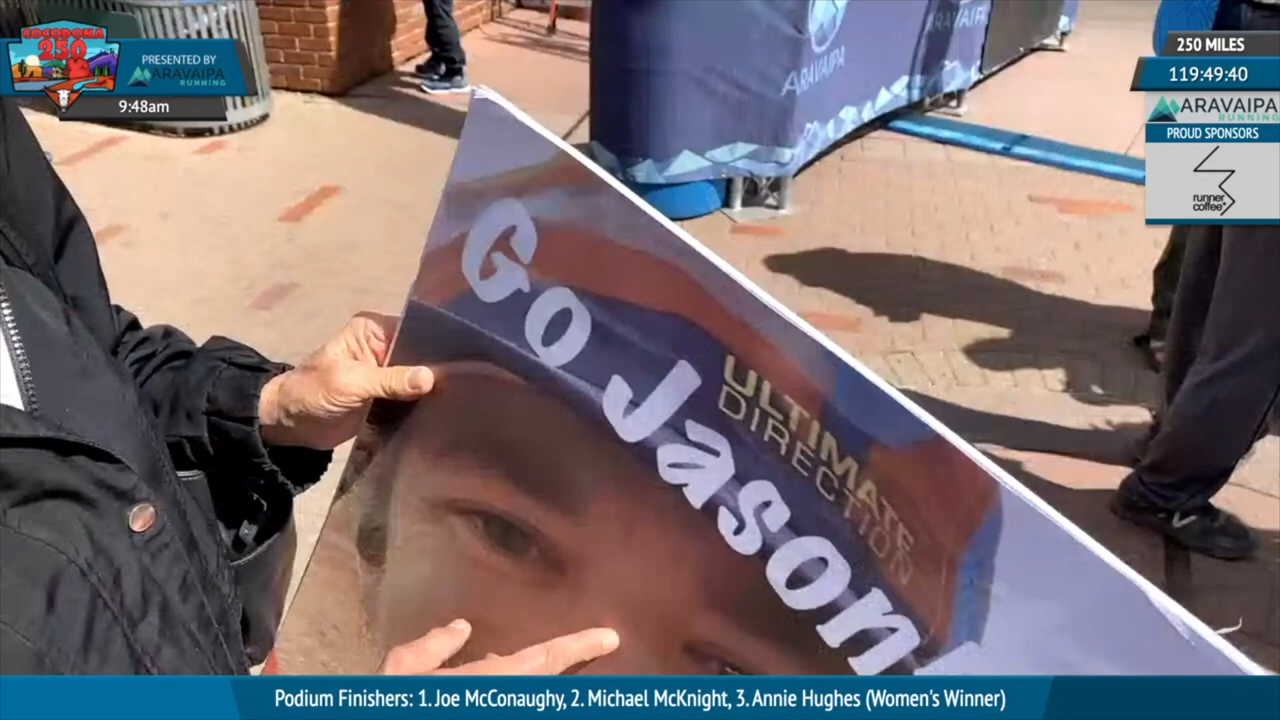 COCODONA
250
PRESENTED BY
ARAVAIPA
RUNNING
9:48am
ARAVAIPA
ARAVAIPA
250 MILES
119:49:40
ARAVAIPA
RUNNING
PROUD SPONSORS
runner
coffee
Go Jason
ULTIMATE
DIRECTION
Podium Finishers: 1. Joe McConaughy, 2. Michael McKnight, 3. Annie Hughes (Women's Winner)